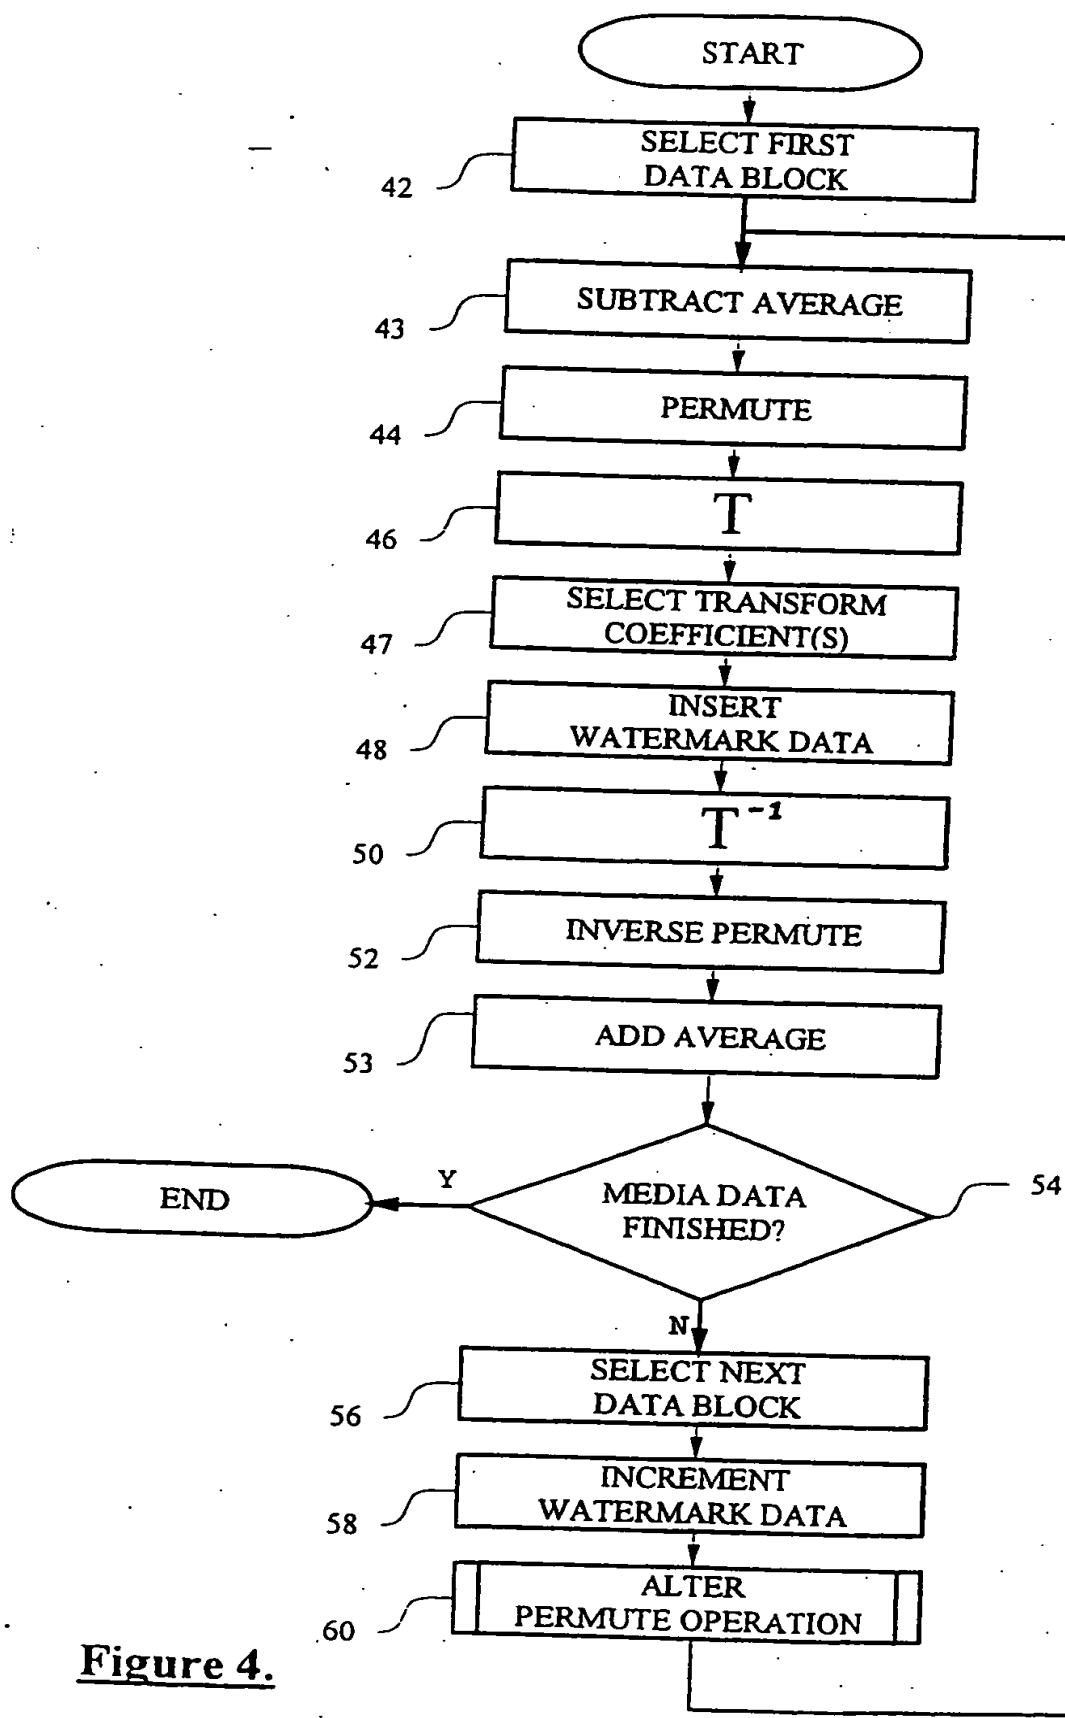 START
SELECT FIRST
DATA BLOCK
42
SUBTRACT AVERAGE
43
PERMUTE
44
T
46
SELECT TRANSFORM
COEFFICIENT(S)
47
INSERT
WATERMARK DATA
48
T⁻¹
50
INVERSE PERMUTE
52
ADD AVERAGE
53
MEDIA DATA
FINISHED?
54
Y
END
N
SELECT NEXT
DATA BLOCK
56
INCREMENT
WATERMARK DATA
58
ALTER
PERMUTE OPERATION
60
Figure 4.